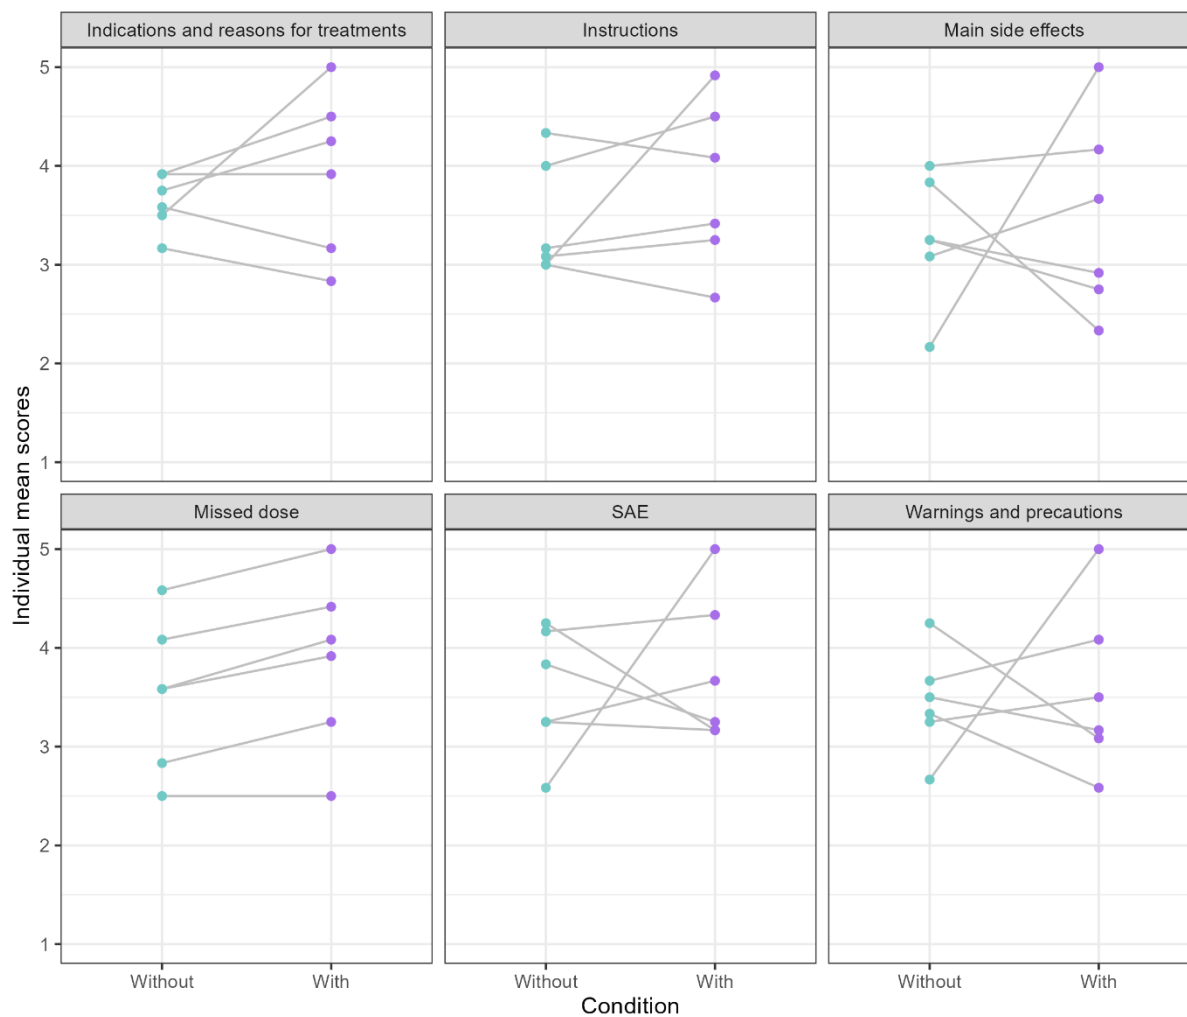 Indications and reasons for treatments
Instructions
Main side effects
5
4
3
2
1
Missed dose
SAE
Warnings and precautions
5
4
3
2
1
Individual mean scores
Without
With
Without
With
Without
With
Condition